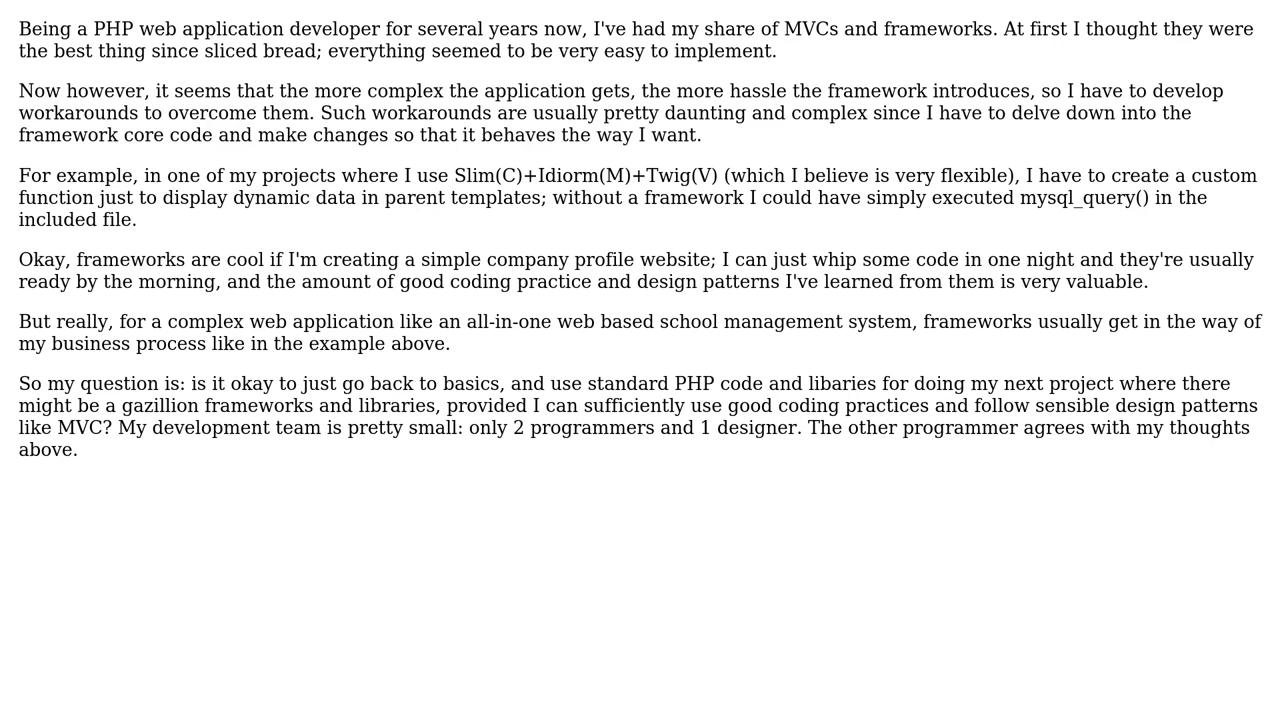 Being a PHP web application developer for several years now, I've had my share of MVCs and frameworks. At first I thought they were
the best thing since sliced bread; everything seemed to be very easy to implement.
Now however, it seems that the more complex the application gets, the more hassle the framework introduces, so I have to develop
workarounds to overcome them. Such workarounds are usually pretty daunting and complex since I have to delve down into the
framework core code and make changes so that it behaves the way I want.
For example, in one of my projects where I use Slim(C)+Idiorm(M)+Twig(V) (which I believe is very flexible), I have to create a custom
function just to display dynamic data in parent templates; without a framework I could have simply executed mysql_query() in the
included file.
Okay, frameworks are cool if I'm creating a simple company profile website; I can just whip some code in one night and they're usually
ready by the morning, and the amount of good coding practice and design patterns I've learned from them is very valuable.
But really, for a complex web application like an all-in-one web based school management system, frameworks usually get in the way of
my business process like in the example above.
So my question is: is it okay to just go back to basics, and use standard PHP code and libaries for doing my next project where there
might be a gazillion frameworks and libraries, provided I can sufficiently use good coding practices and follow sensible design patterns
like MVC? My development team is pretty small: only 2 programmers and 1 designer. The other programmer agrees with my thoughts
above.